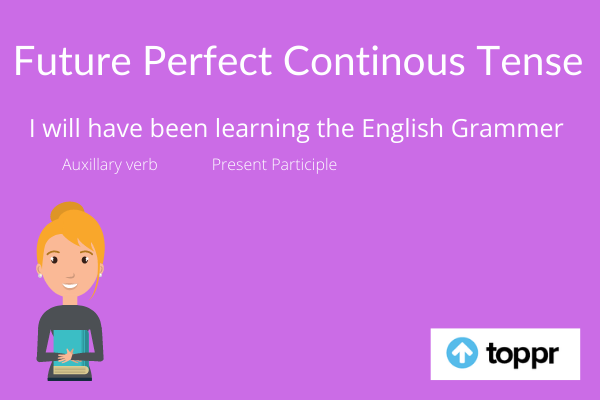 Future Perfect Continous Tense
I will have been learning the English Grammer
Auxillary verb Present Participle
toppr